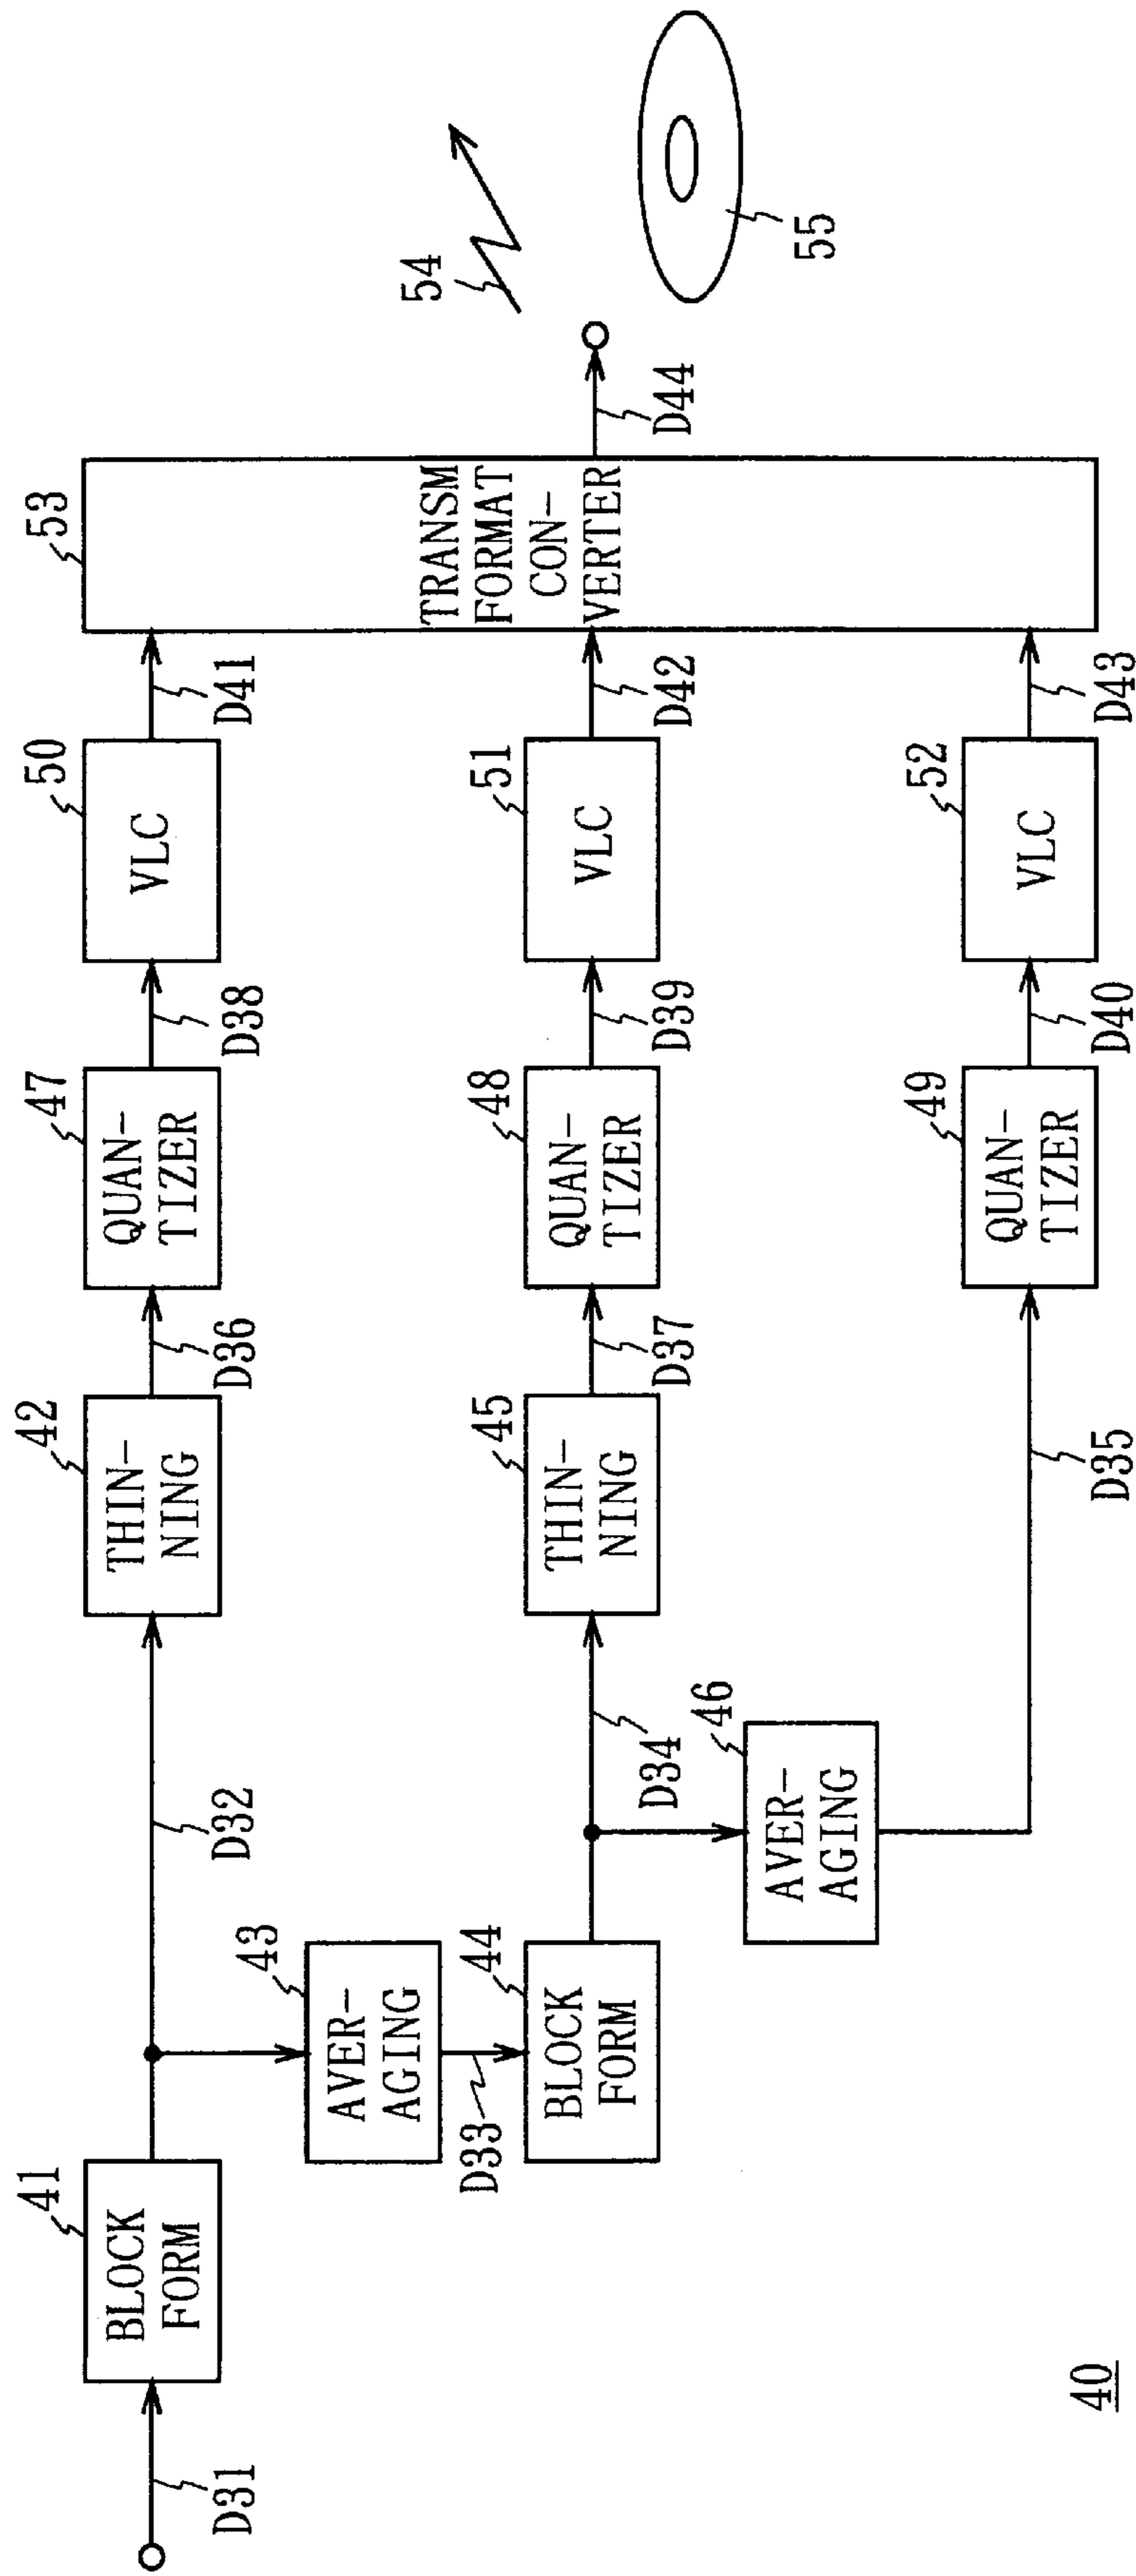 D31
41
BLOCK
FORM
D32
43
AVER-
AGING
D33
44
BLOCK
FORM
D34
46
AVER-
AGING
D35
42
THIN-
NING
D36
47
QUAN-
TIZER
D38
50
VLC
D41
45
THIN-
NING
D37
48
QUAN-
TIZER
D39
51
VLC
D42
49
QUAN-
TIZER
D40
52
VLC
D43
53
TRANSM
FORMAT
CON-
VERTER
D44
54
55
40